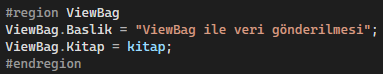 #region ViewBag
ViewBag.Baslik = "ViewBag ile veri gönderilmesi";
ViewBag.Kitap = kitap;
#endregion